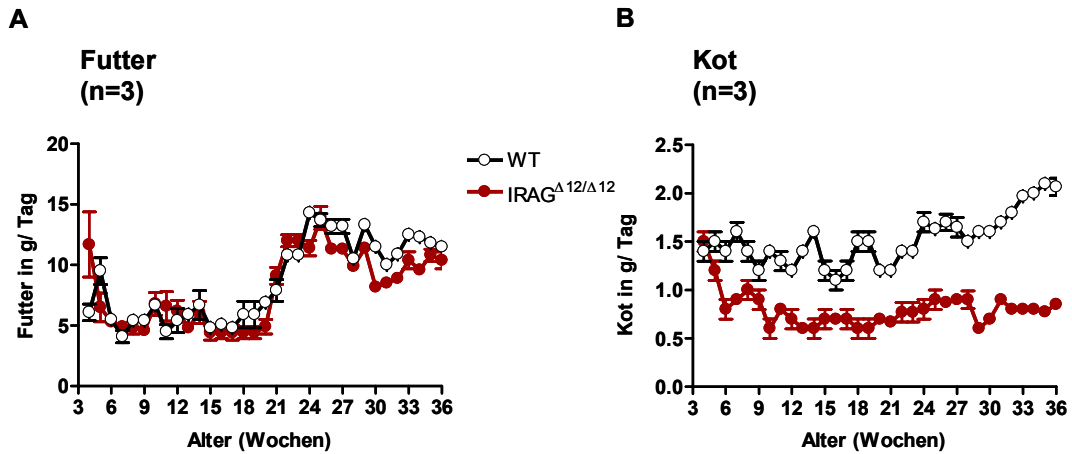 A
Futter
(n=3)
Futter in g/ Tag
20
15
10
5
0
3 6 9 12 15 18 21 24 27 30 33 36
Alter (Wochen)
WT
IRAG^Δ12/Δ12
B
Kot
(n=3)
Kot in g/ Tag
2.5
2.0
1.5
1.0
0.5
0.0
3 6 9 12 15 18 21 24 27 30 33 36
Alter (Wochen)